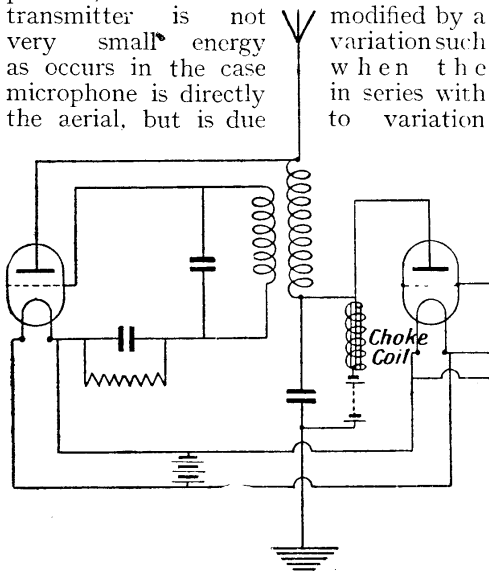 transmitter is not modified by a
very small energy variation such
as occurs in the case when the
microphone is directly in series with
the aerial, but is due to variation
Choke
Coil